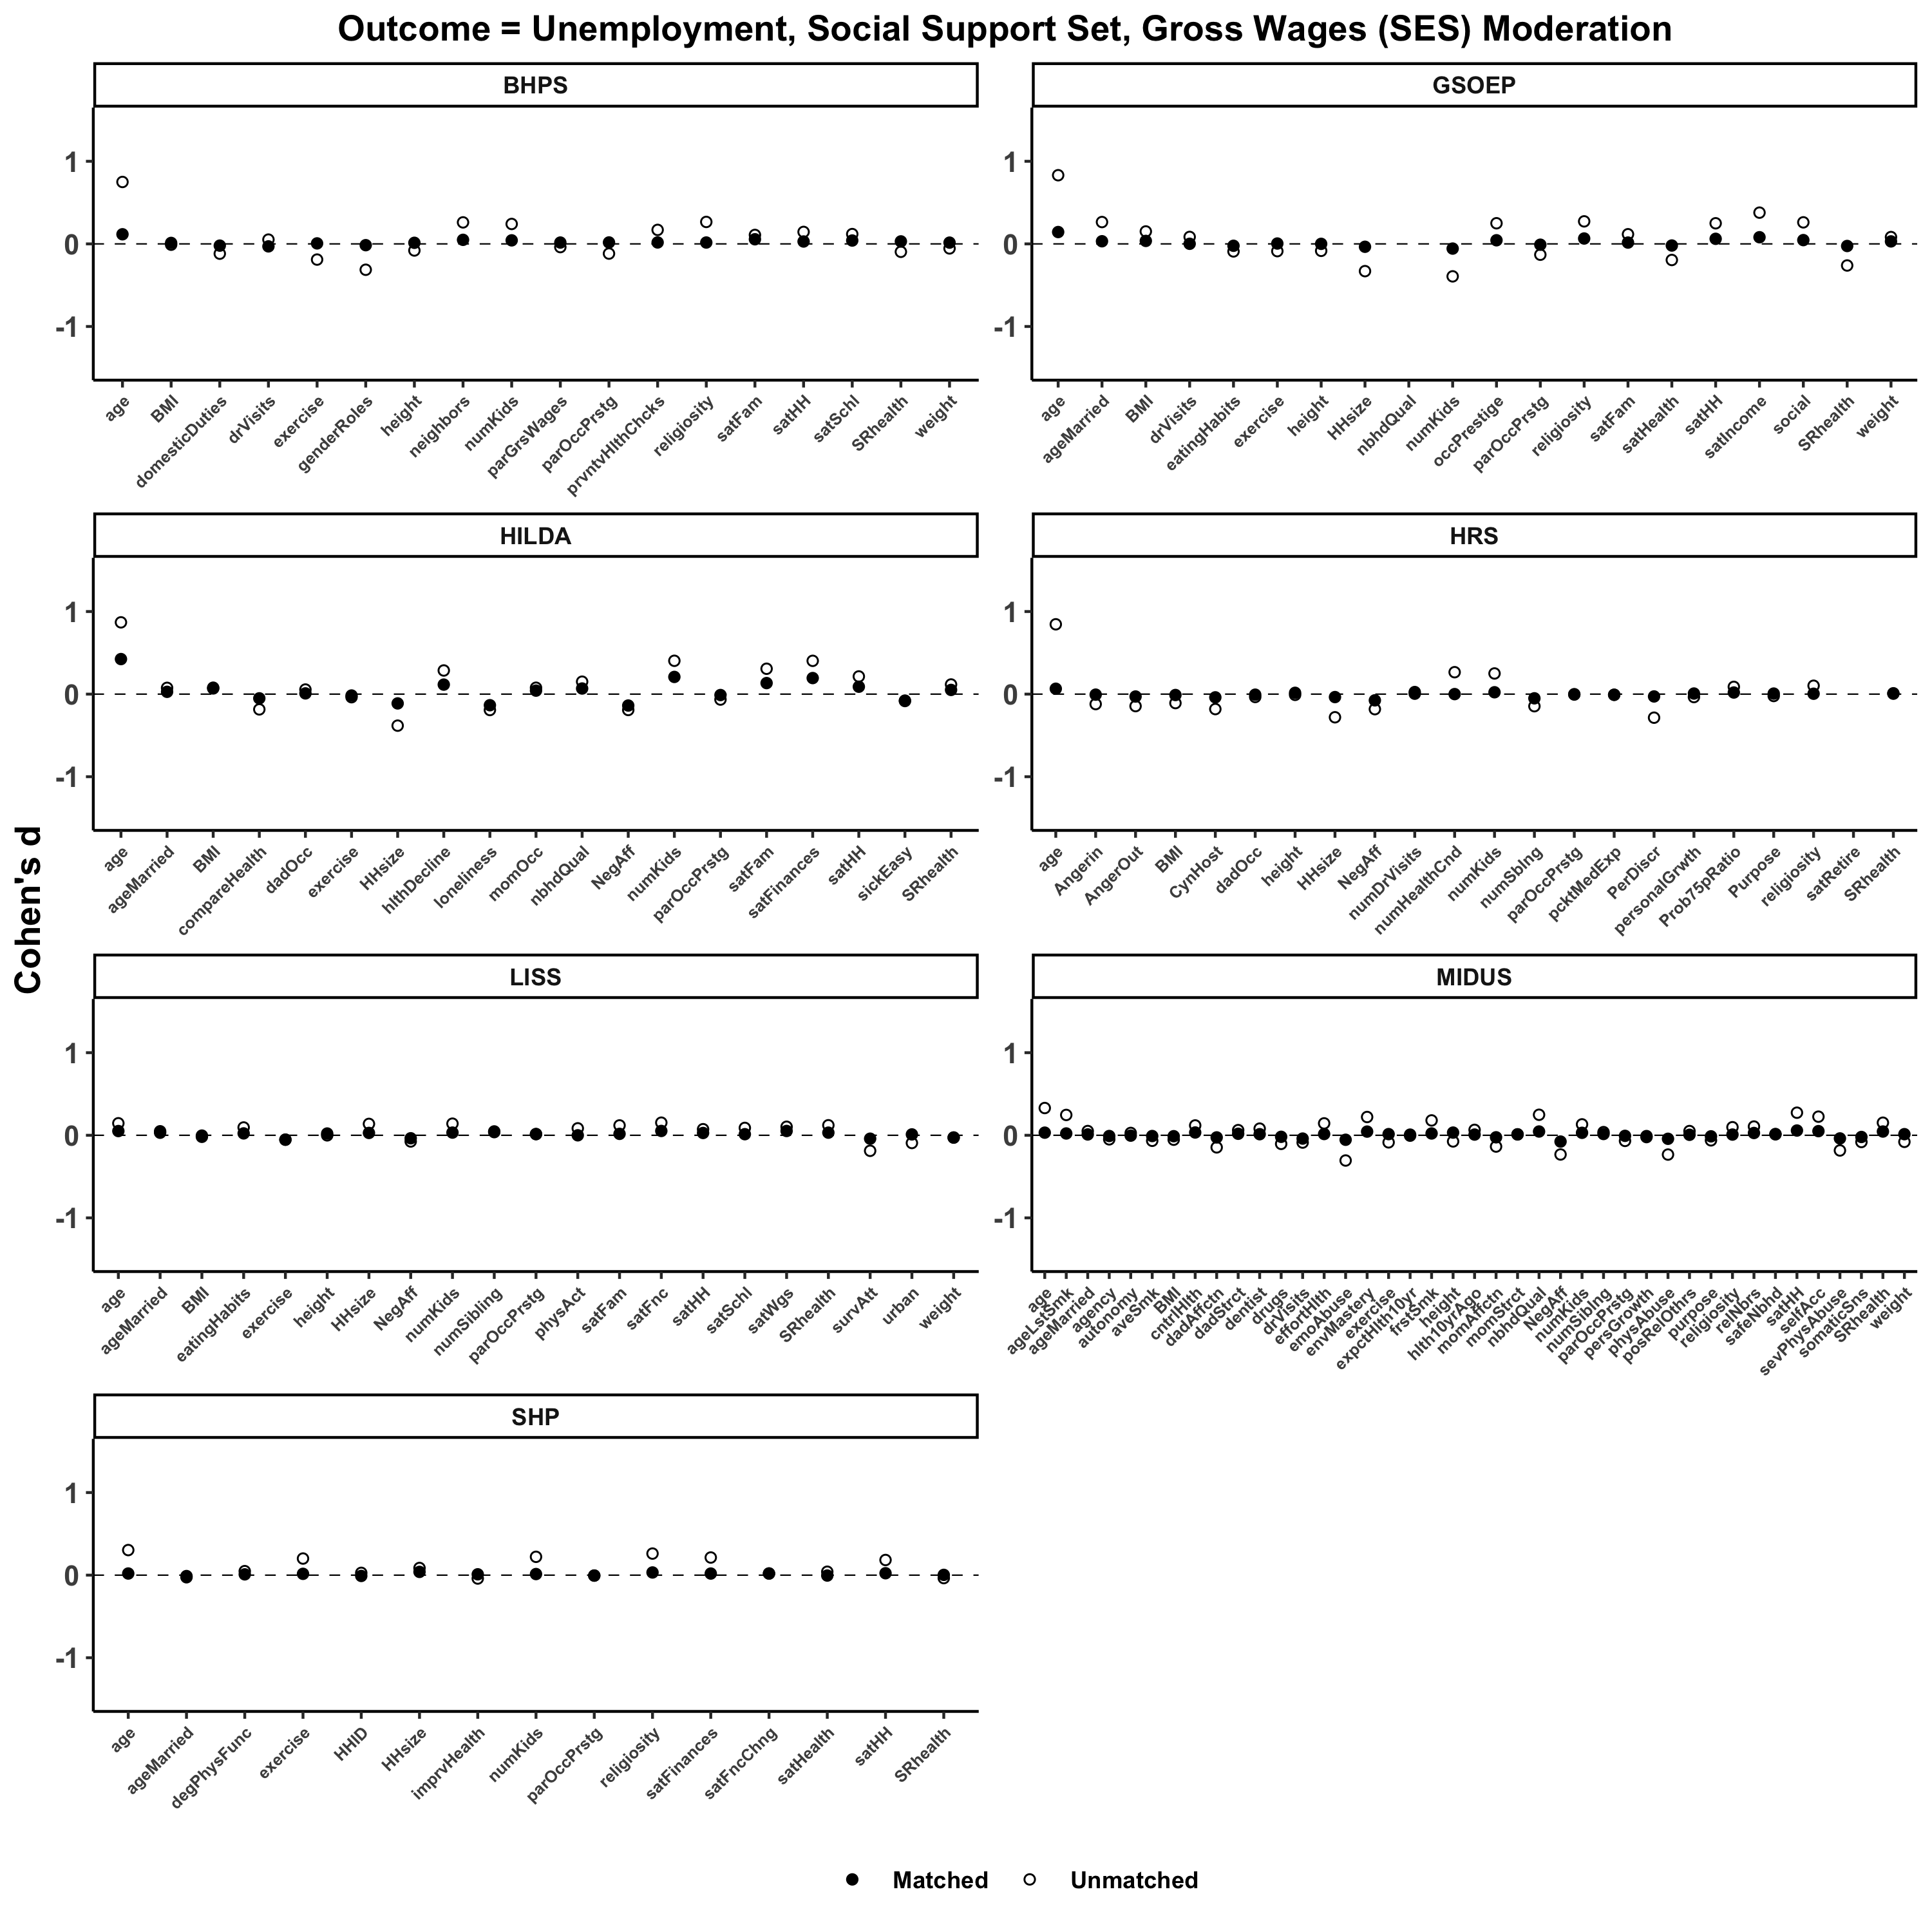 Outcome = Unemployment, Social Support Set, Gross Wages (SES) Moderation
BHPS
GSOEP
1
0
-1
1
0
-1
age BMI domesticDuties drVisits exercise genderRoles height neighbors numKids parGrsWages parOccPrstg prvntvHlthChcks religiosity satFam satHH satSchl SRhealth weight
age ageMarried BMI drVisits eatingHabits exercise height HHsize nbhdQual numKids occPrestige parOccPrstg religiosity satFam satHealth satHH satIncome social SRhealth weight
HILDA
HRS
1
0
-1
1
0
-1
age ageMarried BMI compareHealth dadOcc exercise HHsize hlthDecline loneliness momOcc nbhdQual NegAff numKids parOccPrstg satFam satFinances satHH sickEasy SRhealth
age Angerin AngerOut BMI CynHost dadOcc height HHsize NegAff numDrVisits numHealthCnd numKids numSblng parOccPrstg pcktMedExp PerDiscr personalGrwth Prob75pRatio Purpose religiosity satRetire SRhealth
Cohen's d
LISS
MIDUS
1
0
-1
1
0
-1
age ageMarried BMI eatingHabits exercise height HHsize NegAff numKids numSibling parOccPrstg physAct satFam satFnc satHH satSchl satWgs SRhealth survAtt urban weight
age ageLstSmk ageMarried agency autonomy aveSmk BMI cntrlHlth dadAffctn dadStrct dentist drugs drVisits effortHlth emoAbuse envMastery exercise expctHlth10yr frstSmk height hlth10yrAgo momAffctn momStrct nbhdQual NegAff numKids numSiblng parOccPrstg persGrowth physAbuse posRelOthrs purpose religiosity relNbrs safeNbhd satHH selfAcc sevPhysAbuse somaticSns SRhealth weight
SHP
1
0
-1
age ageMarried degPhysFunc exercise HHID HHsize imprvHealth numKids parOccPrstg religiosity satFinances satFncChng satHealth satHH SRhealth
Matched Unmatched